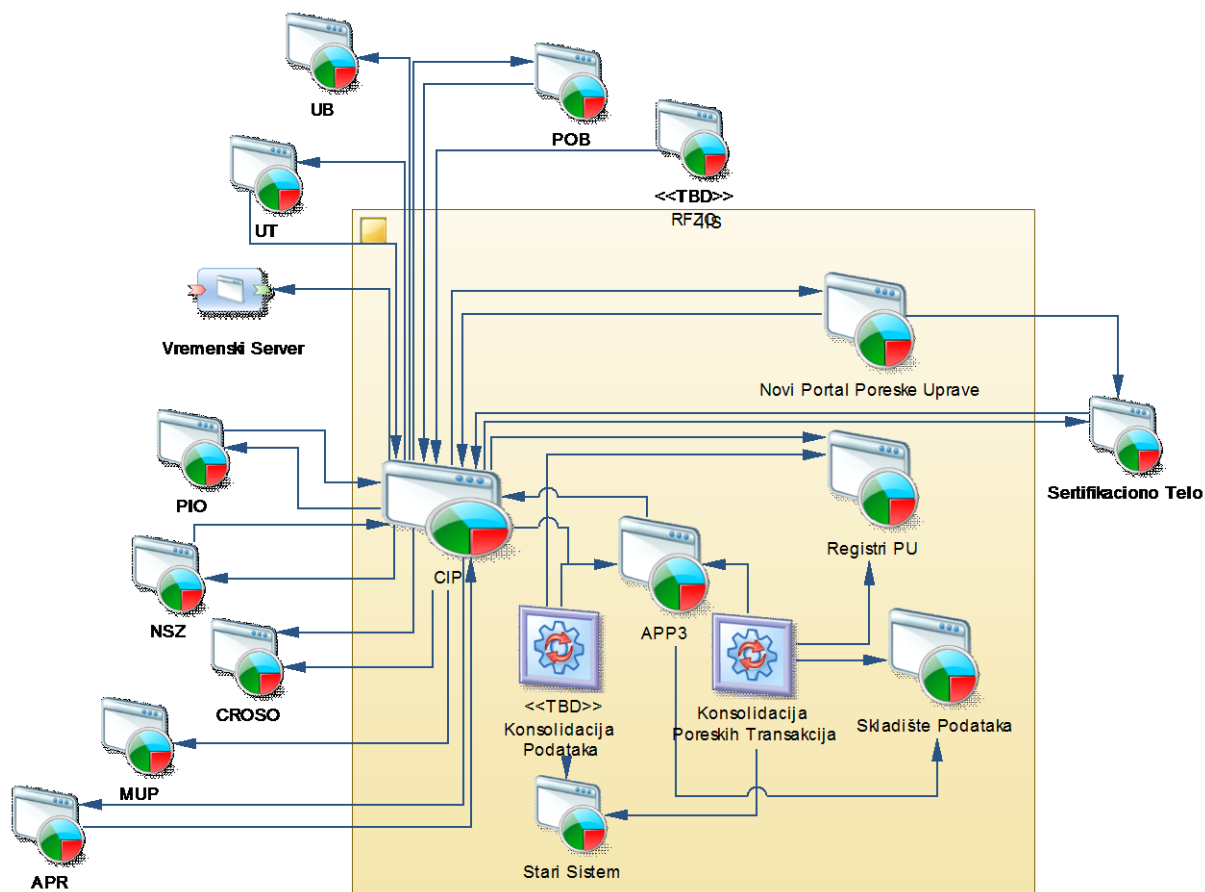 UB
POB
<<TBD>>
RFZO
UT
Vremenski Server
Novi Portal Poreske Uprave
Sertifikaciono Telo
PIO
Registri PU
CIP
NSZ
APP3
CROSO
<<TBD>>
Konsolidacija
Podataka
Konsolidacija
Poreskih Transakcija
Skladište Podataka
MUP
Stari Sistem
APR